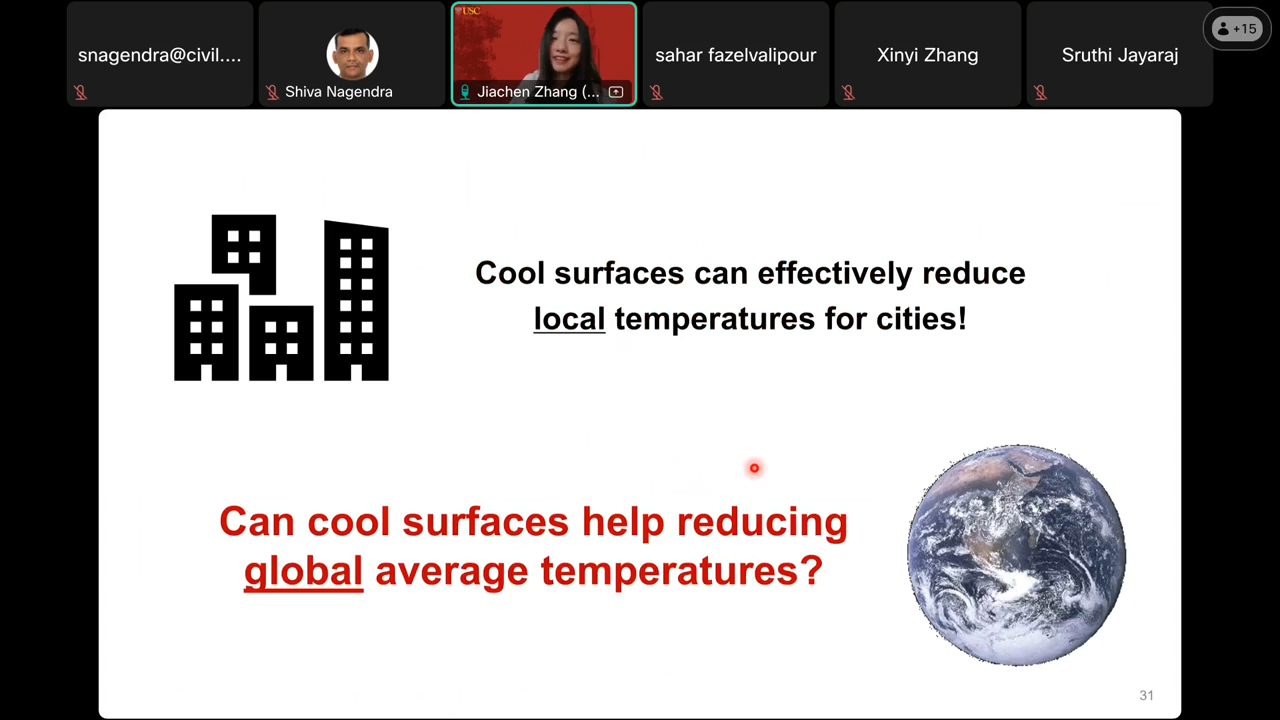 snagendra@civil....
Shiva Nagendra
USC
Jiachen Zhang (...
sahar fazelvalipour
Xinyi Zhang
Sruthi Jayaraj
+15
Cool surfaces can effectively reduce
local temperatures for cities!
Can cool surfaces help reducing
global average temperatures?
31